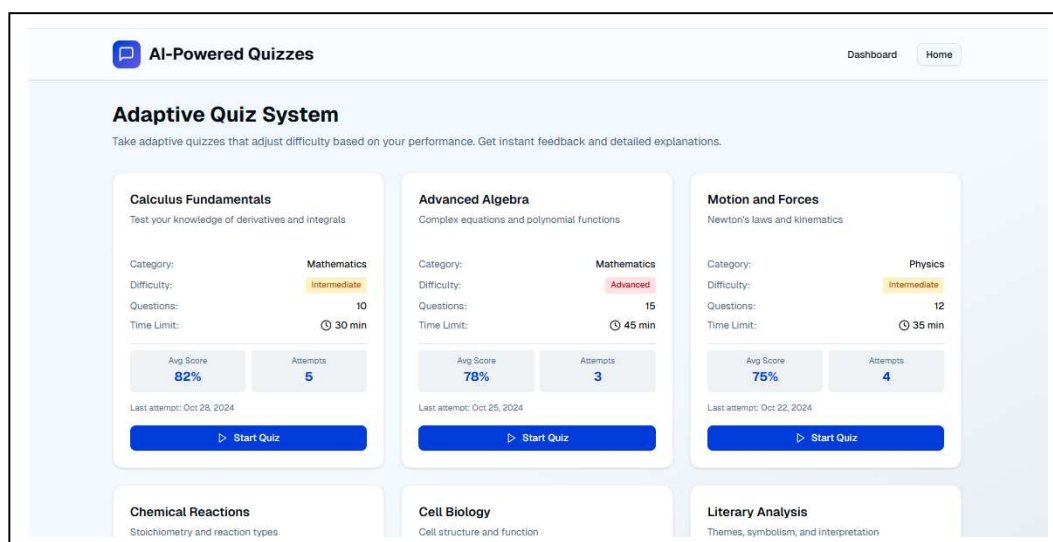 AI-Powered Quizzes
Dashboard
Home
Adaptive Quiz System
Take adaptive quizzes that adjust difficulty based on your performance. Get instant feedback and detailed explanations.
Calculus Fundamentals
Test your knowledge of derivatives and integrals
Category: Mathematics
Difficulty: Intermediate
Questions: 10
Time Limit: 30 min
Avg Score
82%
Attempts
5
Last attempt: Oct 28, 2024
Start Quiz
Advanced Algebra
Complex equations and polynomial functions
Category: Mathematics
Difficulty: Advanced
Questions: 15
Time Limit: 45 min
Avg Score
78%
Attempts
3
Last attempt: Oct 25, 2024
Start Quiz
Motion and Forces
Newton's laws and kinematics
Category: Physics
Difficulty: Intermediate
Questions: 12
Time Limit: 35 min
Avg Score
75%
Attempts
4
Last attempt: Oct 22, 2024
Start Quiz
Chemical Reactions
Stoichiometry and reaction types
Cell Biology
Cell structure and function
Literary Analysis
Themes, symbolism, and interpretation